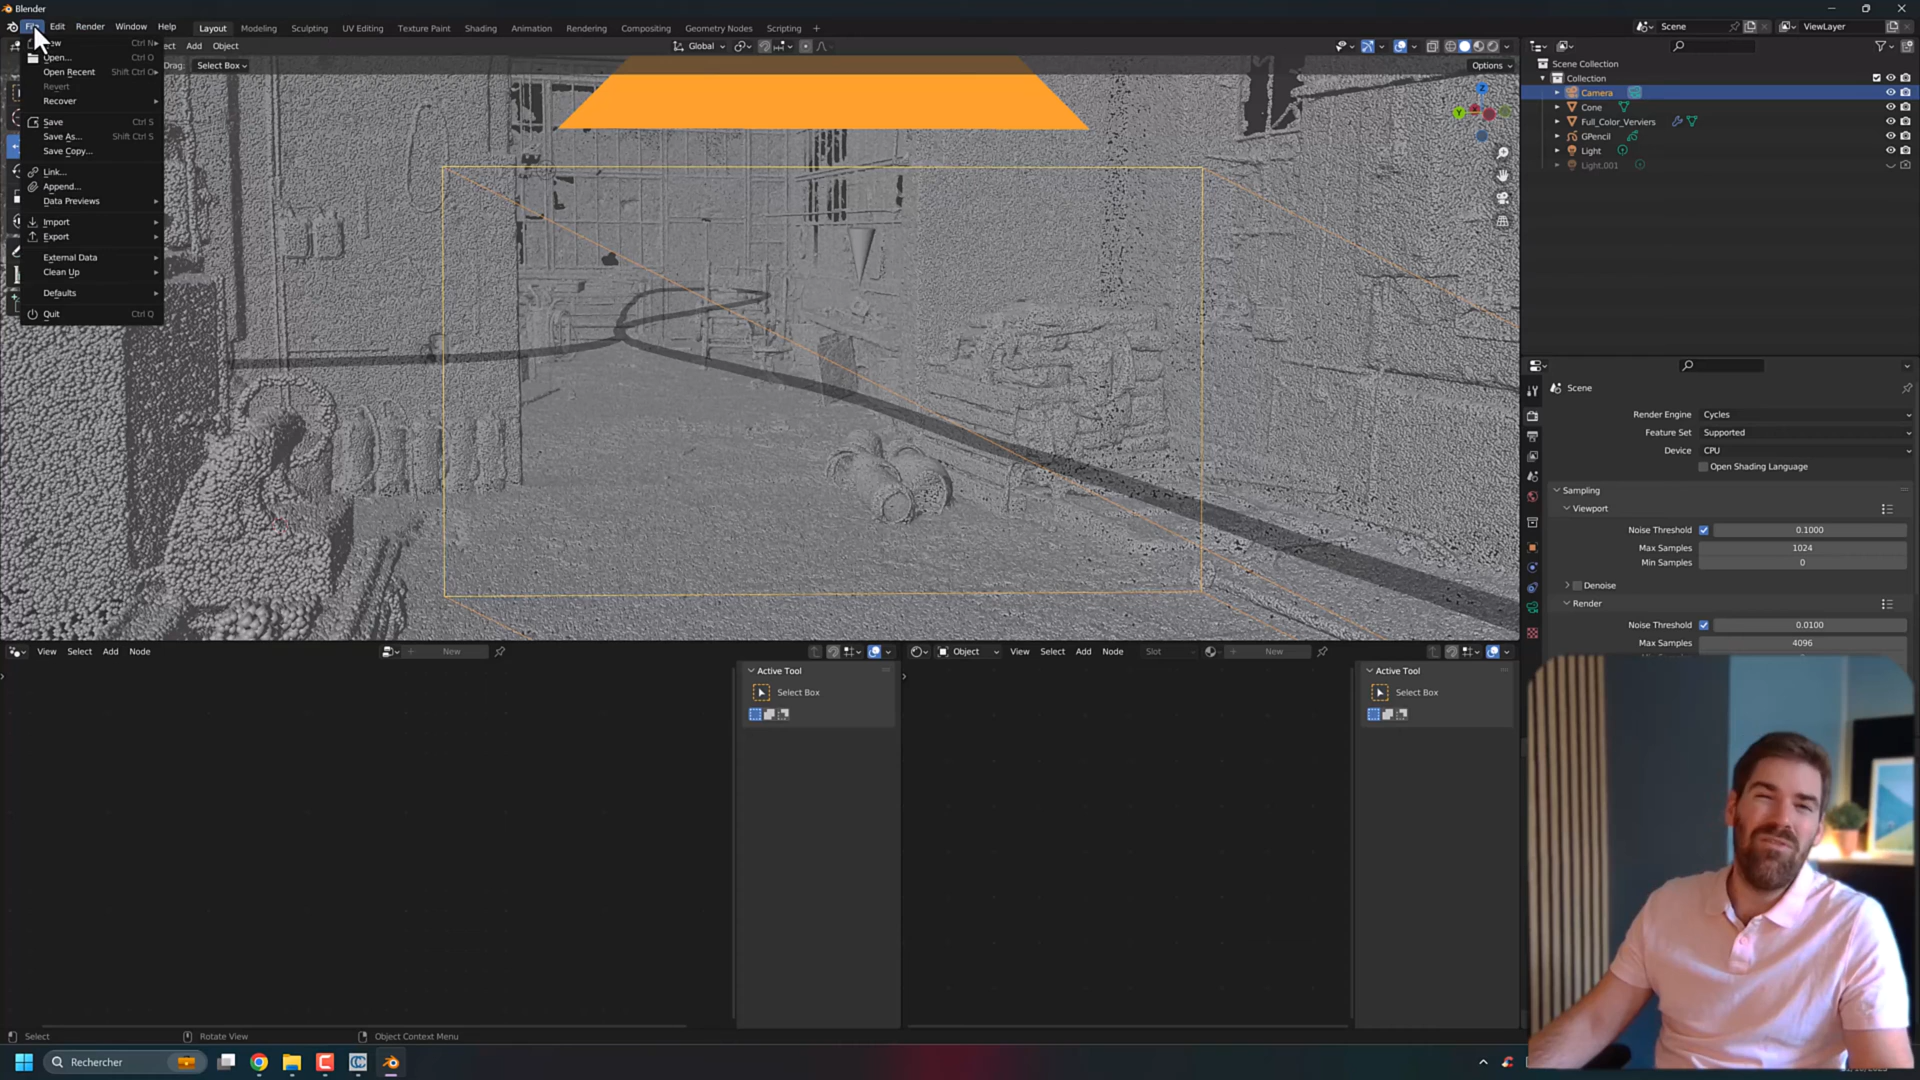 Blender
File Edit Render Window Help Layout Modeling Sculpting UV Editing Texture Paint Shading Animation Rendering Compositing Geometry Nodes Scripting + Scene ViewLayer
Ctrl N Add Object Global
Open... Ctrl O Drag: Select Box Options
Open Recent Shift Ctrl O
Revert
Recover
Save Ctrl S
Save As... Shift Ctrl S
Save Copy...
Link...
Append...
Data Previews
Import
Export
External Data
Clean Up
Defaults
Quit Ctrl Q
Z
Y
Scene Collection
Collection
Camera
Cone
Full_Color_Verviers
GPencil
Light
Light.001
Scene
Render Engine Cycles
Feature Set Supported
Device CPU
Open Shading Language
Sampling
Viewport
Noise Threshold 0.1000
Max Samples 1024
Min Samples 0
Denoise
Render
Noise Threshold 0.0100
Max Samples 4096
View Select Add Node New
Active Tool
Select Box
Object View Select Add Node Slot New
Active Tool
Select Box
Select Rotate View Object Context Menu
Rechercher